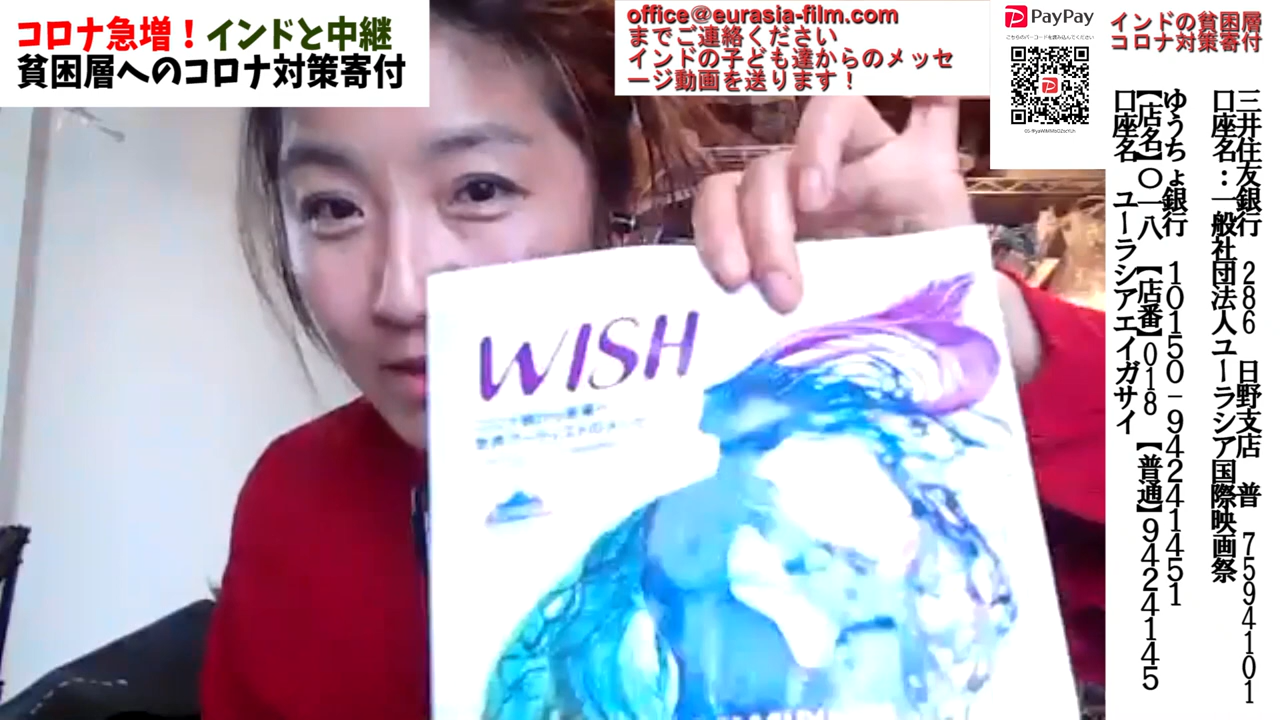 コロナ急増！インドと中継
貧困層へのコロナ対策寄付
office@eurasia-film.com
までご連絡ください
インドの子ども達からのメッセ
ージ動画を送ります！
PayPay
インドの貧困層
コロナ対策寄付
三井住友銀行 286 日野支店 普 7594101
口座名：一般社団法人ユーラシア国際映画祭
ゆうちょ銀行 10150-94241451
【店名】〇一八 【店番】018 【普通】9424145
口座名 ユーラシアエイガサイ
WISH